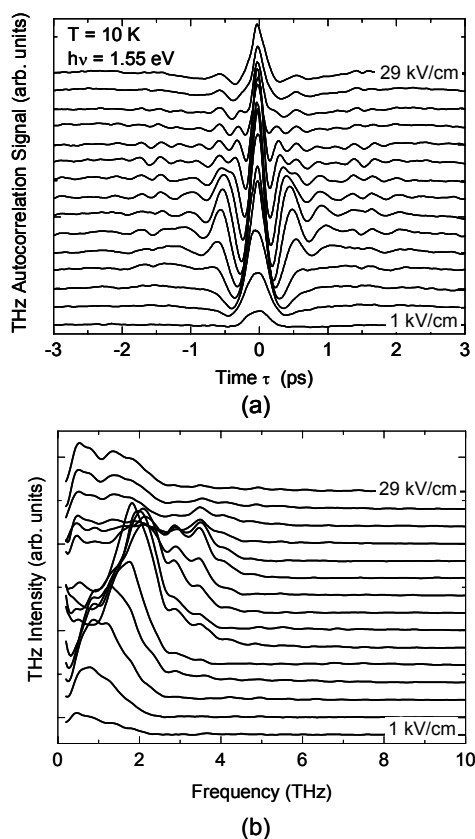 T = 10 K
hν = 1.55 eV
29 kV/cm
1 kV/cm
THz Autocorrelation Signal (arb. units)
-3 -2 -1 0 1 2 3
Time τ (ps)
(a)
29 kV/cm
1 kV/cm
THz Intensity (arb. units)
0 2 4 6 8 10
Frequency (THz)
(b)